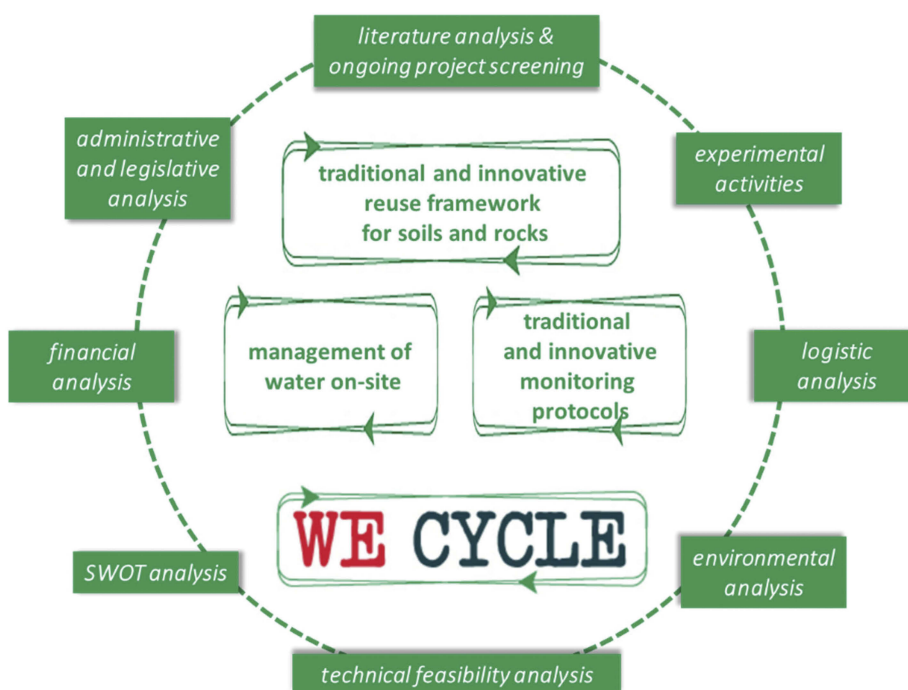 literature analysis &
ongoing project screening
administrative
and legislative
analysis
experimental
activities
traditional and innovative
reuse framework
for soils and rocks
financial
analysis
management of
water on-site
traditional
and innovative
monitoring
protocols
logistic
analysis
WE CYCLE
SWOT analysis
environmental
analysis
technical feasibility analysis